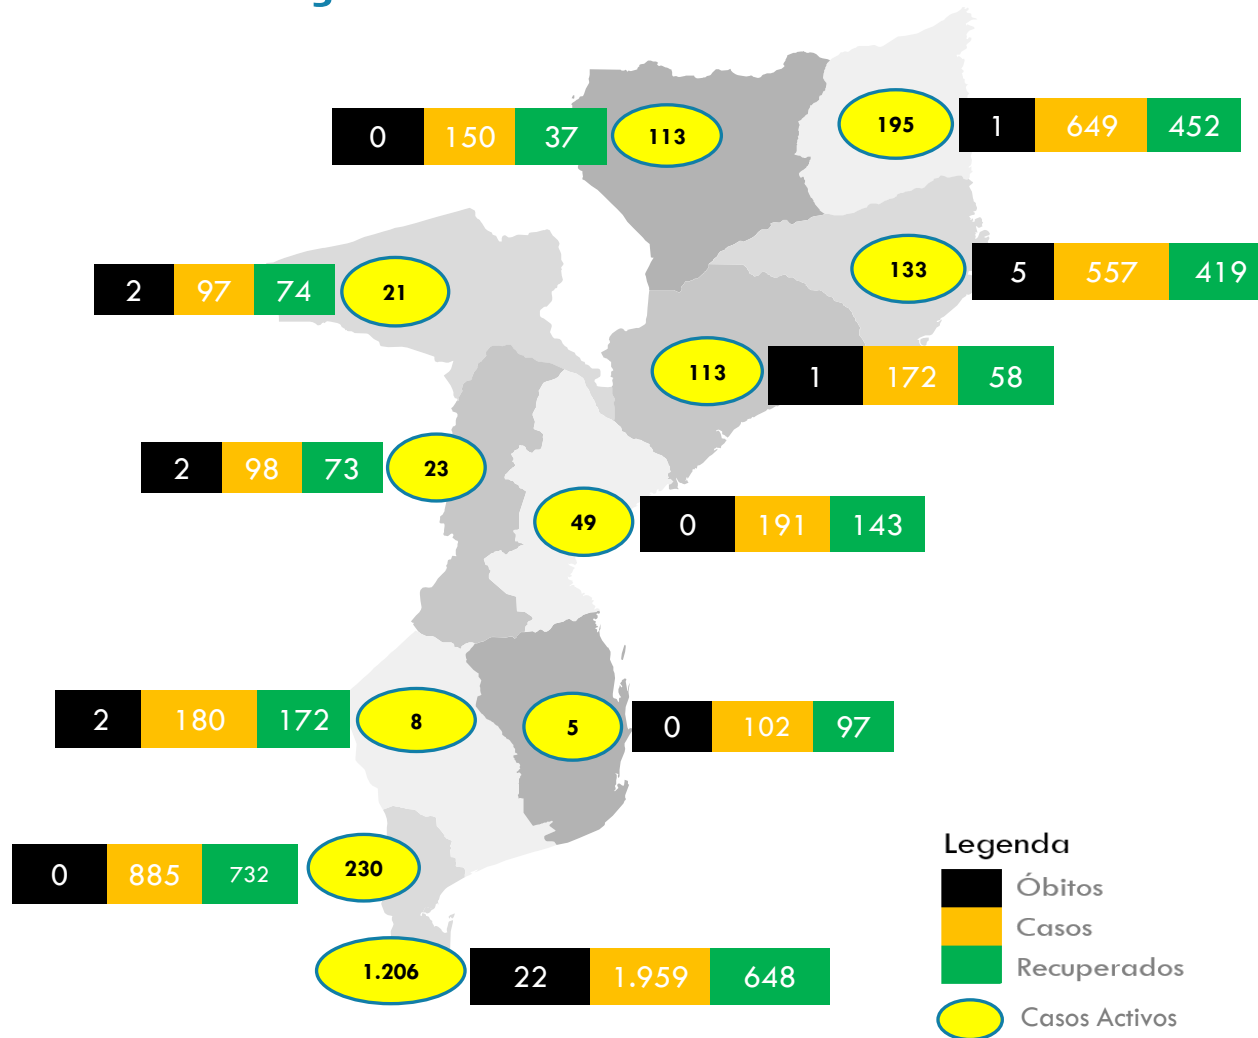 0 150 37 113
195 1 649 452
2 97 74 21
133 5 557 419
113 1 172 58
2 98 73 23
49 0 191 143
2 180 172 8
5 0 102 97
0 885 732 230
1.206 22 1.959 648
Legenda
Óbitos
Casos
Recuperados
Casos Activos